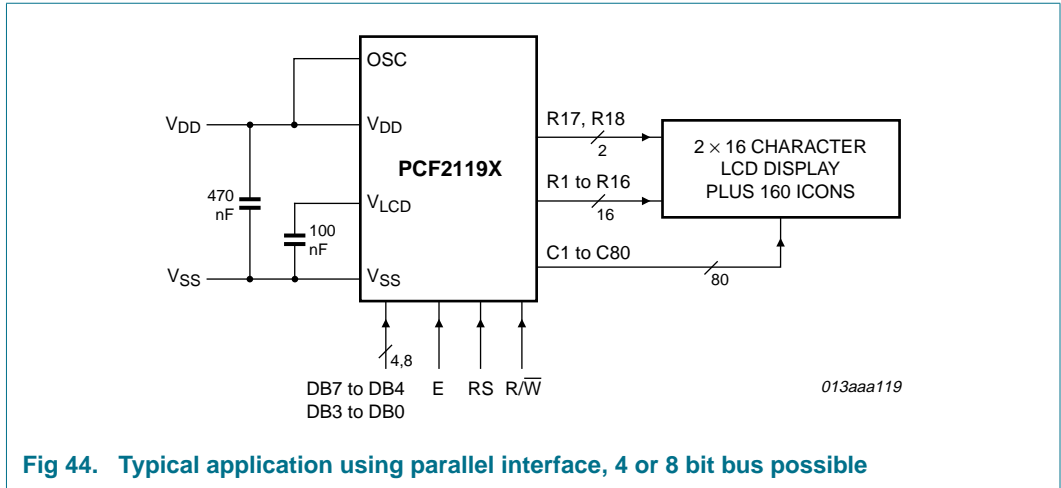 OSC
V_DD
V_DD
PCF2119X
R17, R18
2
2 × 16 CHARACTER
LCD DISPLAY
PLUS 160 ICONS
470
nF
V_LCD
100
nF
R1 to R16
16
C1 to C80
80
V_SS
V_SS
4,8
DB7 to DB4
DB3 to DB0
E
RS
R/W̅
013aaa119
Fig 44. Typical application using parallel interface, 4 or 8 bit bus possible